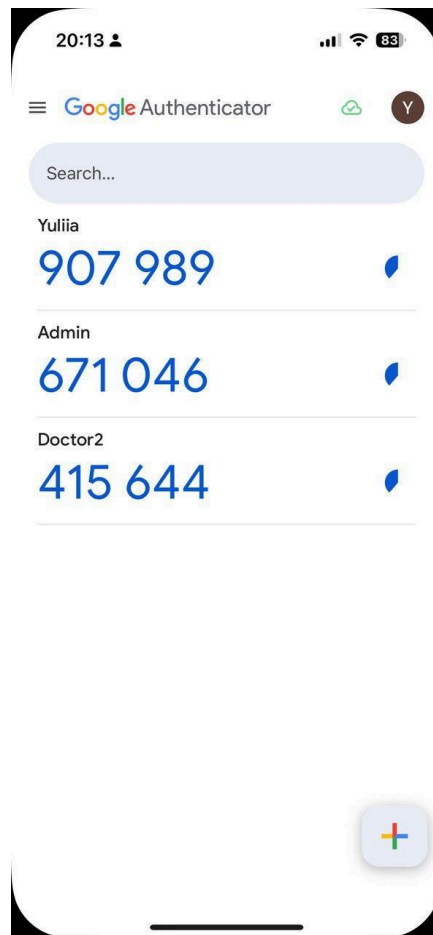 20:13
83
Google Authenticator
Y
Search...
Yuliia
907 989
Admin
671 046
Doctor2
415 644